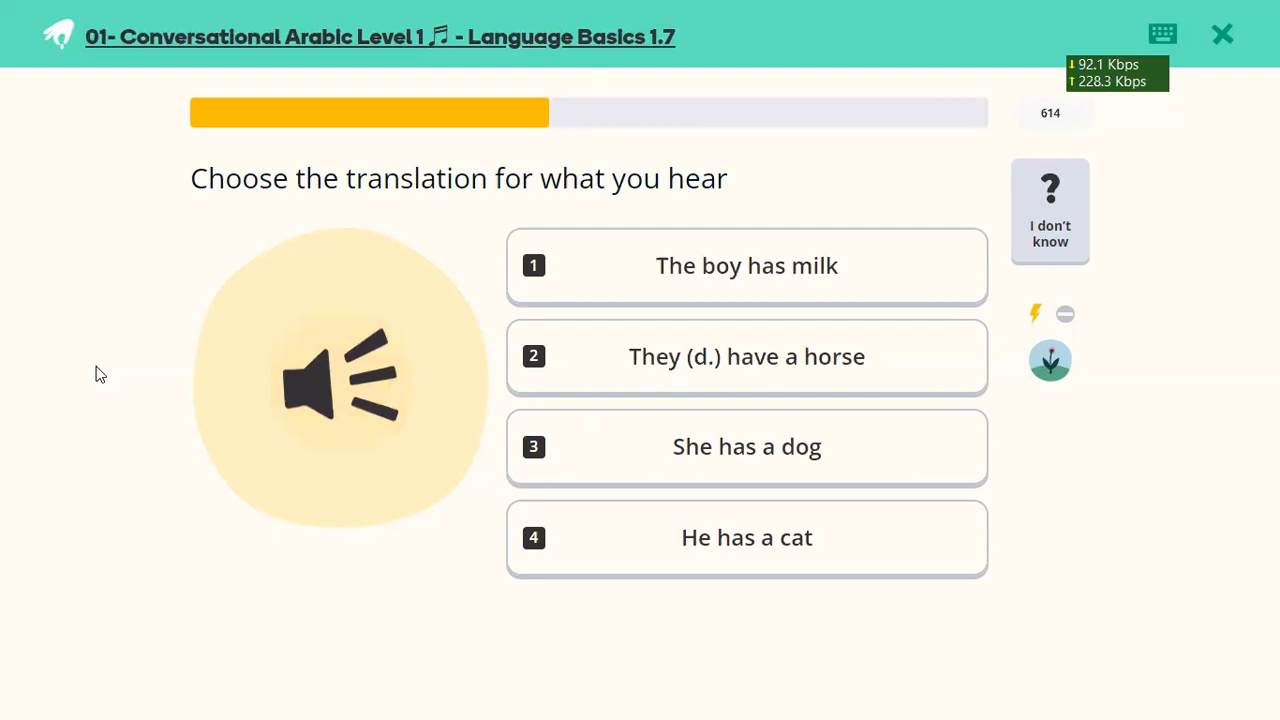 01- Conversational Arabic Level 1 🎵 - Language Basics 1.7
↓ 92.1 Kbps
↑ 228.3 Kbps
614
Choose the translation for what you hear
?
I don't
know
1 The boy has milk
2 They (d.) have a horse
3 She has a dog
4 He has a cat